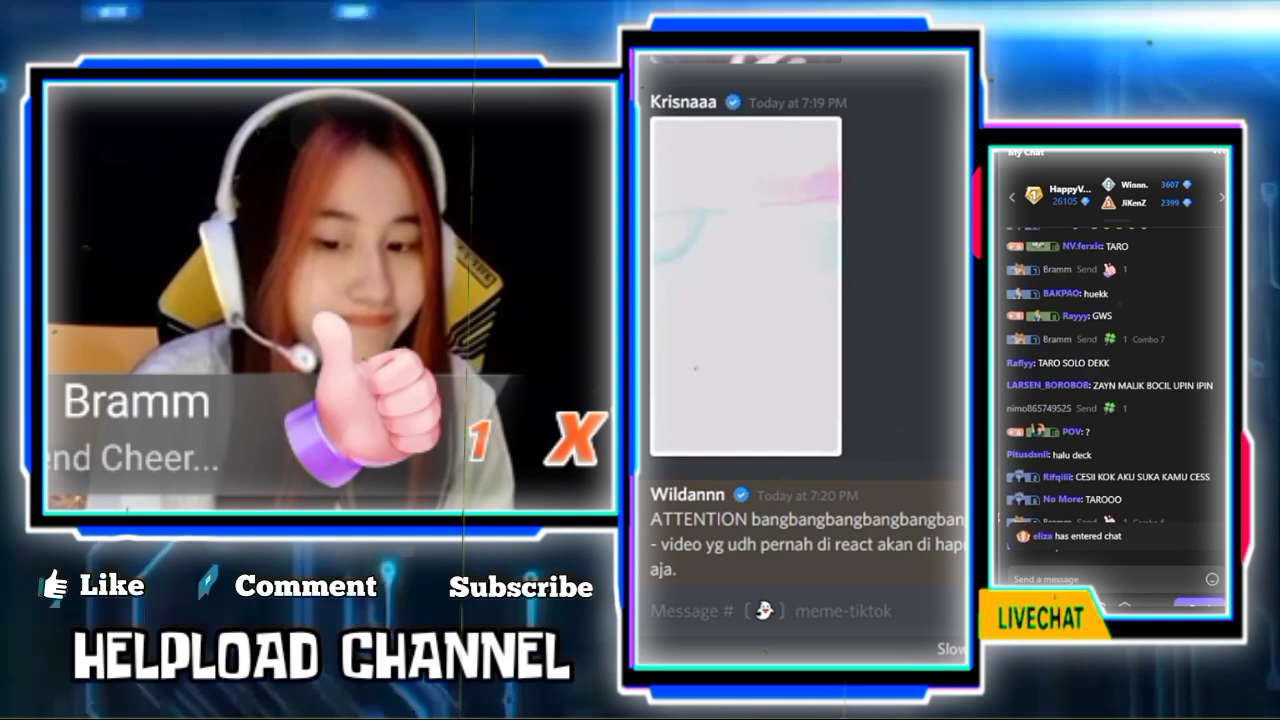 Bramm
end Cheer...
1 X
Like
Comment
Subscribe
HELPLOAD CHANNEL
Krisnaaa Today at 7:19 PM
Wildannn Today at 7:20 PM
ATTENTION bangbangbangbangbangban
- video yg udh pernah di react akan di hap
aja.
Message # ( ) meme-tiktok
Slow
My Chat
HappyV...
26105
Winnn. 3607
JiKenZ 2399
NV.ferxic: TARO
Bramm Send 1
BAKPAO: huekk
Rayyy: GWS
Bramm Send 1 Combo 7
Raflyy: TARO SOLO DEKK
LARSEN_BOROBOB: ZAYN MALIK BOCIL UPIN IPIN
nimo865749525 Send 1
POV: ?
Pitusdsnii: halu deck
Rifqiiii: CESII KOK AKU SUKA KAMU CESS
No More: TAROOO
eliza has entered chat
Send a message
LIVECHAT